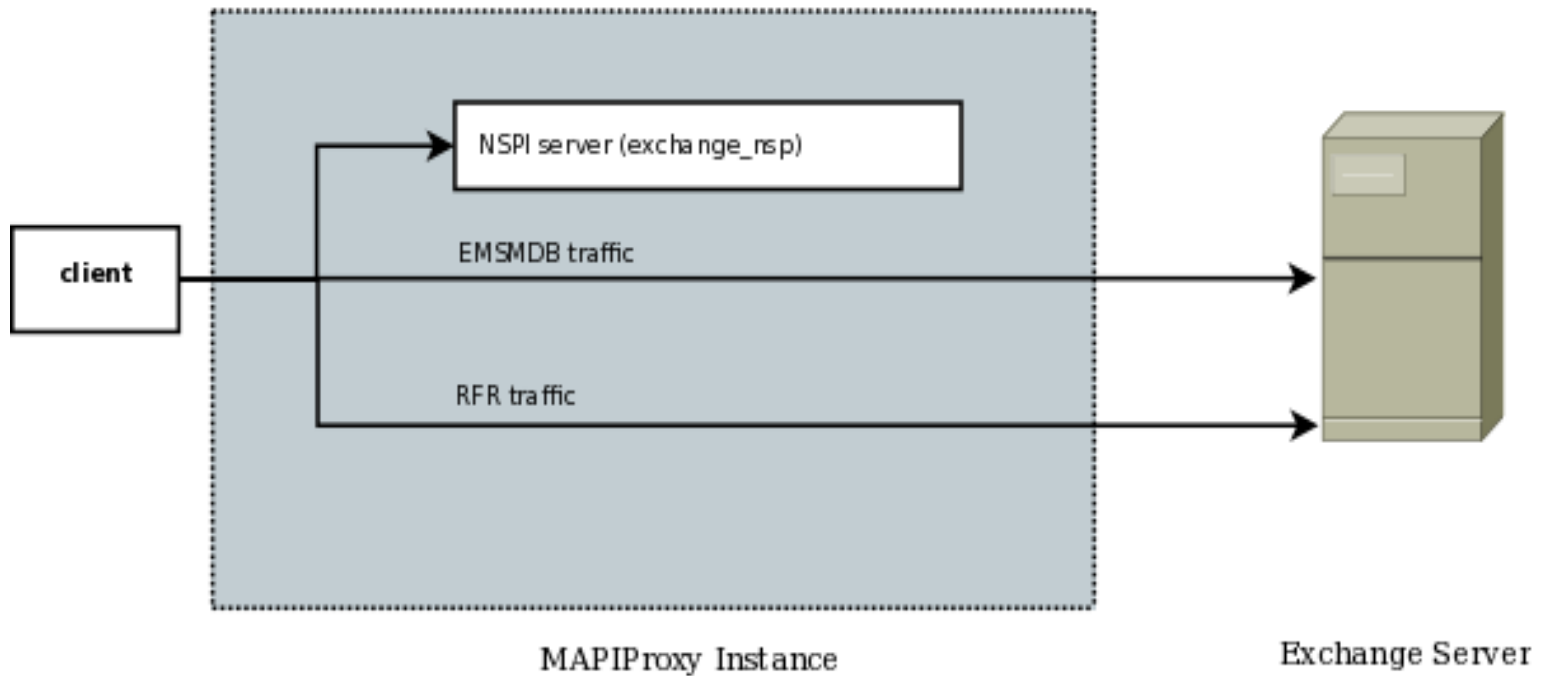 NSPI server (exchange_nsp)
EMSMDB traffic
client
RFR traffic
MAPIProxy Instance
Exchange Server